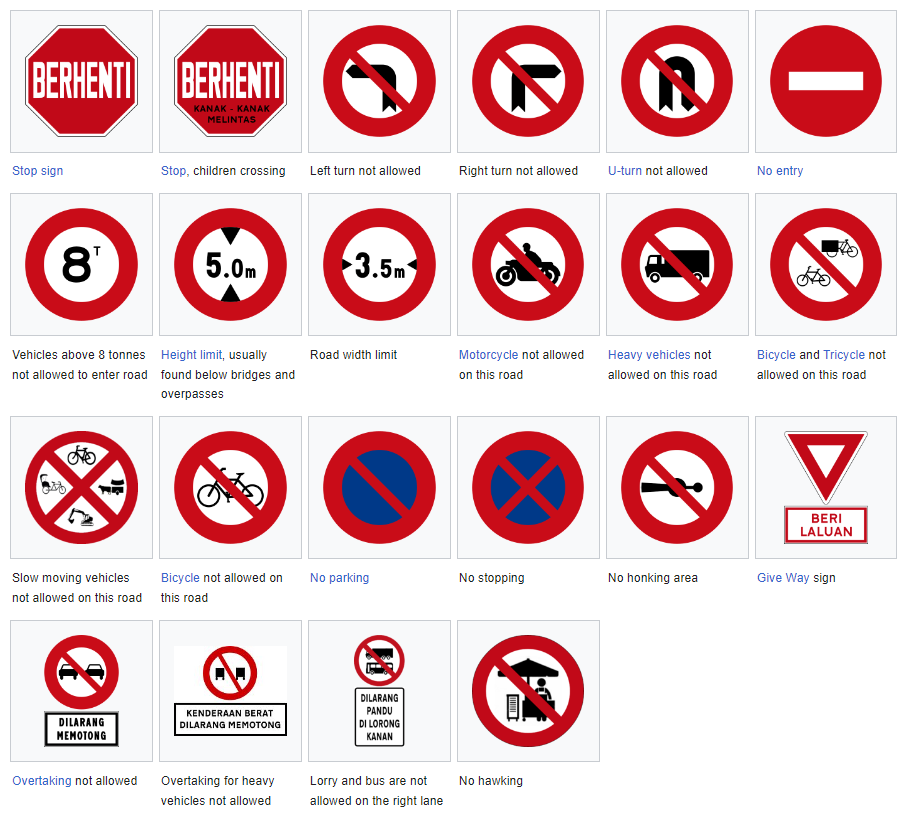 BERHENTI
BERHENTI
KANAK - KANAK
MELINTAS
Stop sign
Stop, children crossing
Left turn not allowed
Right turn not allowed
U-turn not allowed
No entry
8T
5.0m
3.5m
Vehicles above 8 tonnes
not allowed to enter road
Height limit, usually
found below bridges and
overpasses
Road width limit
Motorcycle not allowed
on this road
Heavy vehicles not
allowed on this road
Bicycle and Tricycle not
allowed on this road
BERI
LALUAN
Slow moving vehicles
not allowed on this road
Bicycle not allowed on
this road
No parking
No stopping
No honking area
Give Way sign
DILARANG
MEMOTONG
KENDERAAN BERAT
DILARANG MEMOTONG
DILARANG
PANDU
DI LORONG
KANAN
Overtaking not allowed
Overtaking for heavy
vehicles not allowed
Lorry and bus are not
allowed on the right lane
No hawking